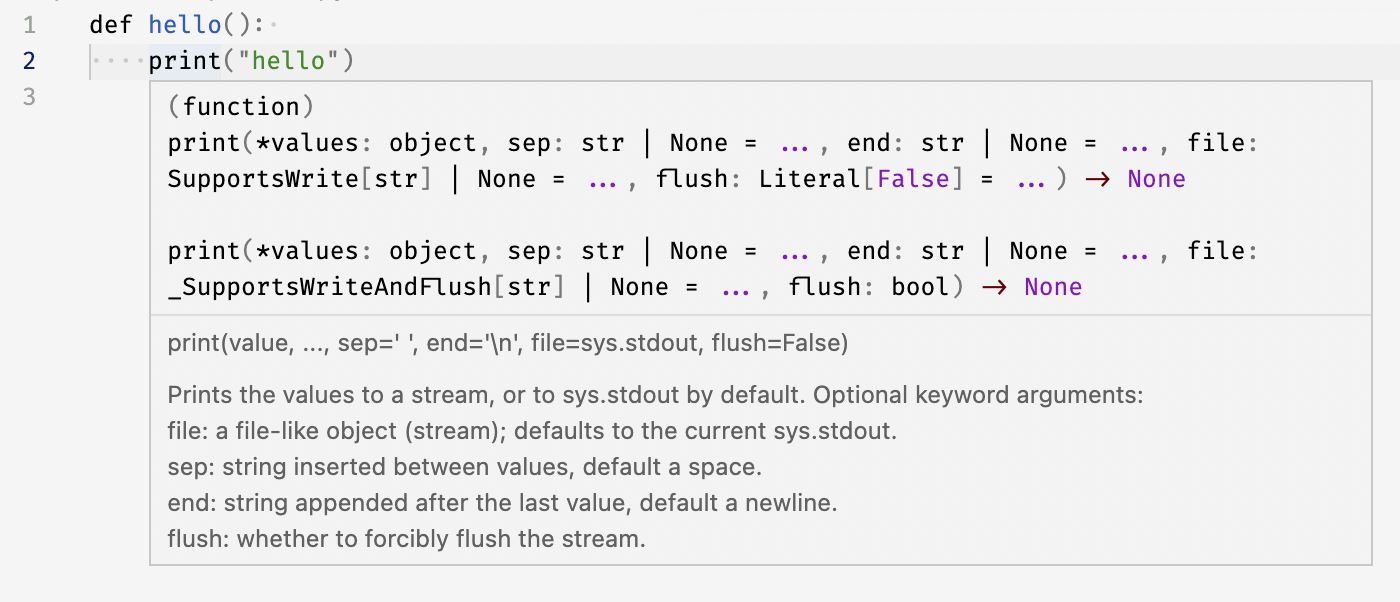 1 def hello():
2 print("hello")
3
(function)
print(*values: object, sep: str | None = ..., end: str | None = ..., file:
SupportsWrite[str] | None = ..., flush: Literal[False] = ...) -> None
print(*values: object, sep: str | None = ..., end: str | None = ..., file:
_SupportsWriteAndFlush[str] | None = ..., flush: bool) -> None
print(value, ..., sep=' ', end='\n', file=sys.stdout, flush=False)
Prints the values to a stream, or to sys.stdout by default. Optional keyword arguments:
file: a file-like object (stream); defaults to the current sys.stdout.
sep: string inserted between values, default a space.
end: string appended after the last value, default a newline.
flush: whether to forcibly flush the stream.